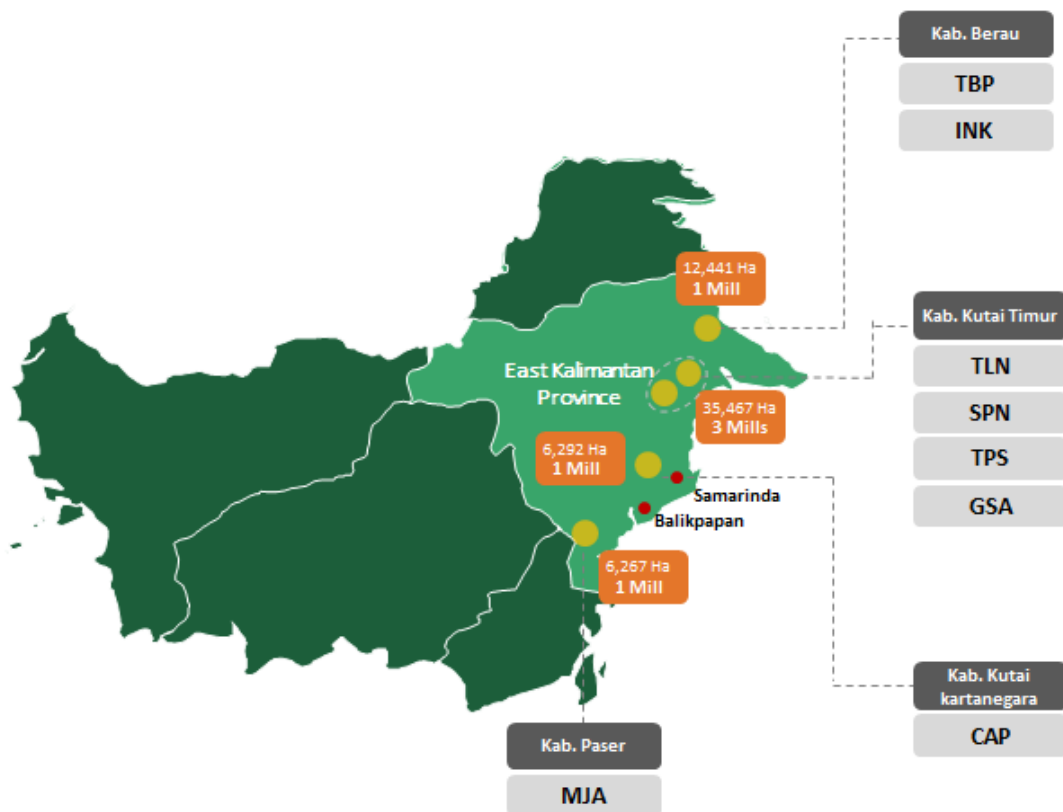 Kab. Berau
TBP
INK
12,441 Ha
1 Mill
Kab. Kutai Timur
TLN
SPN
TPS
GSA
East Kalimantan
Province
35,467 Ha
3 Mills
6,292 Ha
1 Mill
Samarinda
Balikpapan
6,267 Ha
1 Mill
Kab. Kutai
kartanegara
CAP
Kab. Paser
MJA